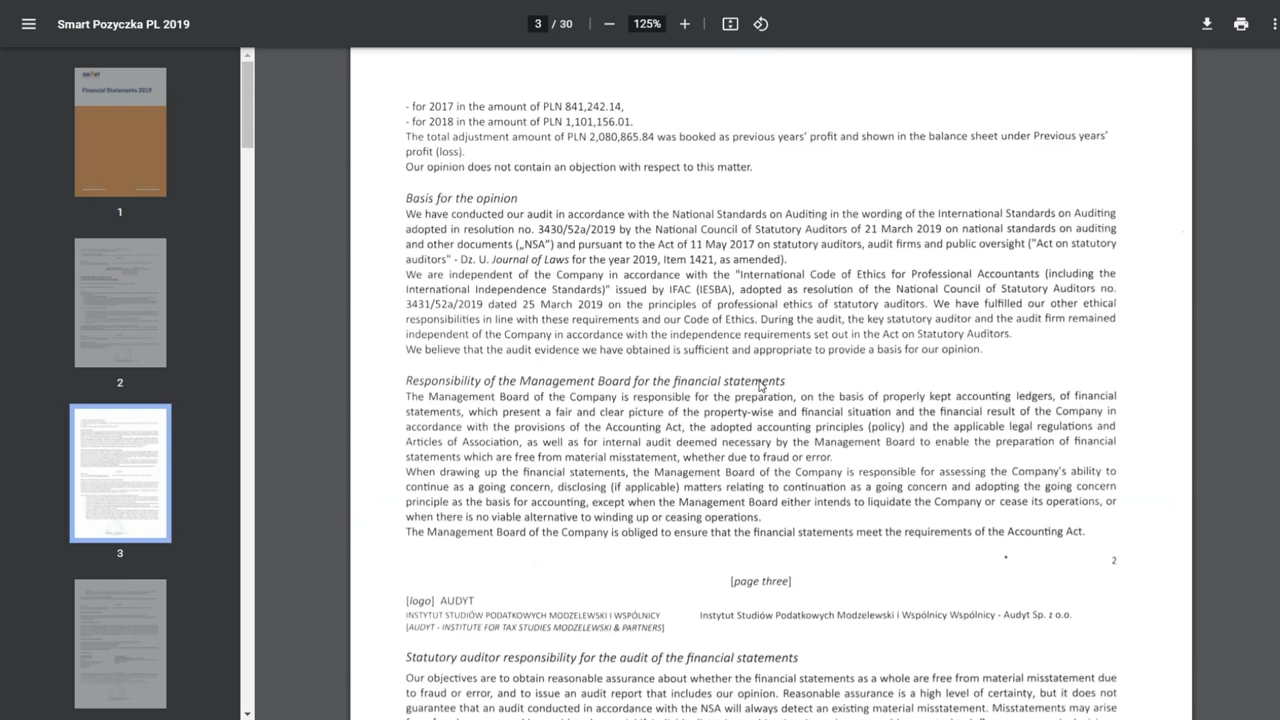 Smart Pozyczka PL 2019
3 / 30
125%
SMART
Financial Statements 2019
1
2
3
- for 2017 in the amount of PLN 841,242.14,
- for 2018 in the amount of PLN 1,101,156.01.
The total adjustment amount of PLN 2,080,865.84 was booked as previous years' profit and shown in the balance sheet under Previous years'
profit (loss).
Our opinion does not contain an objection with respect to this matter.
Basis for the opinion
We have conducted our audit in accordance with the National Standards on Auditing in the wording of the International Standards on Auditing
adopted in resolution no. 3430/52a/2019 by the National Council of Statutory Auditors of 21 March 2019 on national standards on auditing
and other documents („NSA") and pursuant to the Act of 11 May 2017 on statutory auditors, audit firms and public oversight ("Act on statutory
auditors" - Dz. U. Journal of Laws for the year 2019, Item 1421, as amended).
We are independent of the Company in accordance with the "International Code of Ethics for Professional Accountants (including the
International Independence Standards)" issued by IFAC (IESBA), adopted as resolution of the National Council of Statutory Auditors no.
3431/52a/2019 dated 25 March 2019 on the principles of professional ethics of statutory auditors. We have fulfilled our other ethical
responsibilities in line with these requirements and our Code of Ethics. During the audit, the key statutory auditor and the audit firm remained
independent of the Company in accordance with the independence requirements set out in the Act on Statutory Auditors.
We believe that the audit evidence we have obtained is sufficient and appropriate to provide a basis for our opinion.
Responsibility of the Management Board for the financial statements
The Management Board of the Company is responsible for the preparation, on the basis of properly kept accounting ledgers, of financial
statements, which present a fair and clear picture of the property-wise and financial situation and the financial result of the Company in
accordance with the provisions of the Accounting Act, the adopted accounting principles (policy) and the applicable legal regulations and
Articles of Association, as well as for internal audit deemed necessary by the Management Board to enable the preparation of financial
statements which are free from material misstatement, whether due to fraud or error.
When drawing up the financial statements, the Management Board of the Company is responsible for assessing the Company's ability to
continue as a going concern, disclosing (if applicable) matters relating to continuation as a going concern and adopting the going concern
principle as the basis for accounting, except when the Management Board either intends to liquidate the Company or cease its operations, or
when there is no viable alternative to winding up or ceasing operations.
The Management Board of the Company is obliged to ensure that the financial statements meet the requirements of the Accounting Act.
2
[page three]
[logo] AUDYT
INSTYTUT STUDIÓW PODATKOWYCH MODZELEWSKI I WSPÓLNICY Instytut Studiów Podatkowych Modzelewski i Wspólnicy Wspólnicy - Audyt Sp. z o.o.
[AUDYT - INSTITUTE FOR TAX STUDIES MODZELEWSKI & PARTNERS]
Statutory auditor responsibility for the audit of the financial statements
Our objectives are to obtain reasonable assurance about whether the financial statements as a whole are free from material misstatement due
to fraud or error, and to issue an audit report that includes our opinion. Reasonable assurance is a high level of certainty, but it does not
guarantee that an audit conducted in accordance with the NSA will always detect an existing material misstatement. Misstatements may arise